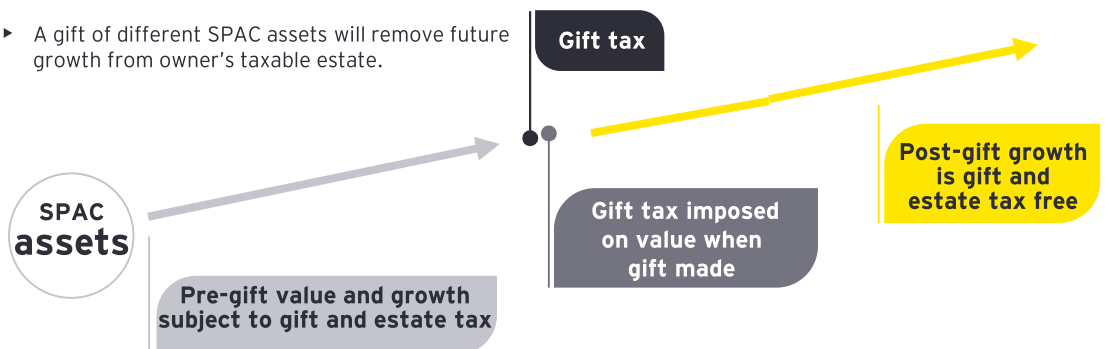 ▶ A gift of different SPAC assets will remove future
growth from owner's taxable estate.
Gift tax
SPAC
assets
Pre-gift value and growth
subject to gift and estate tax
Gift tax imposed
on value when
gift made
Post-gift growth
is gift and
estate tax free